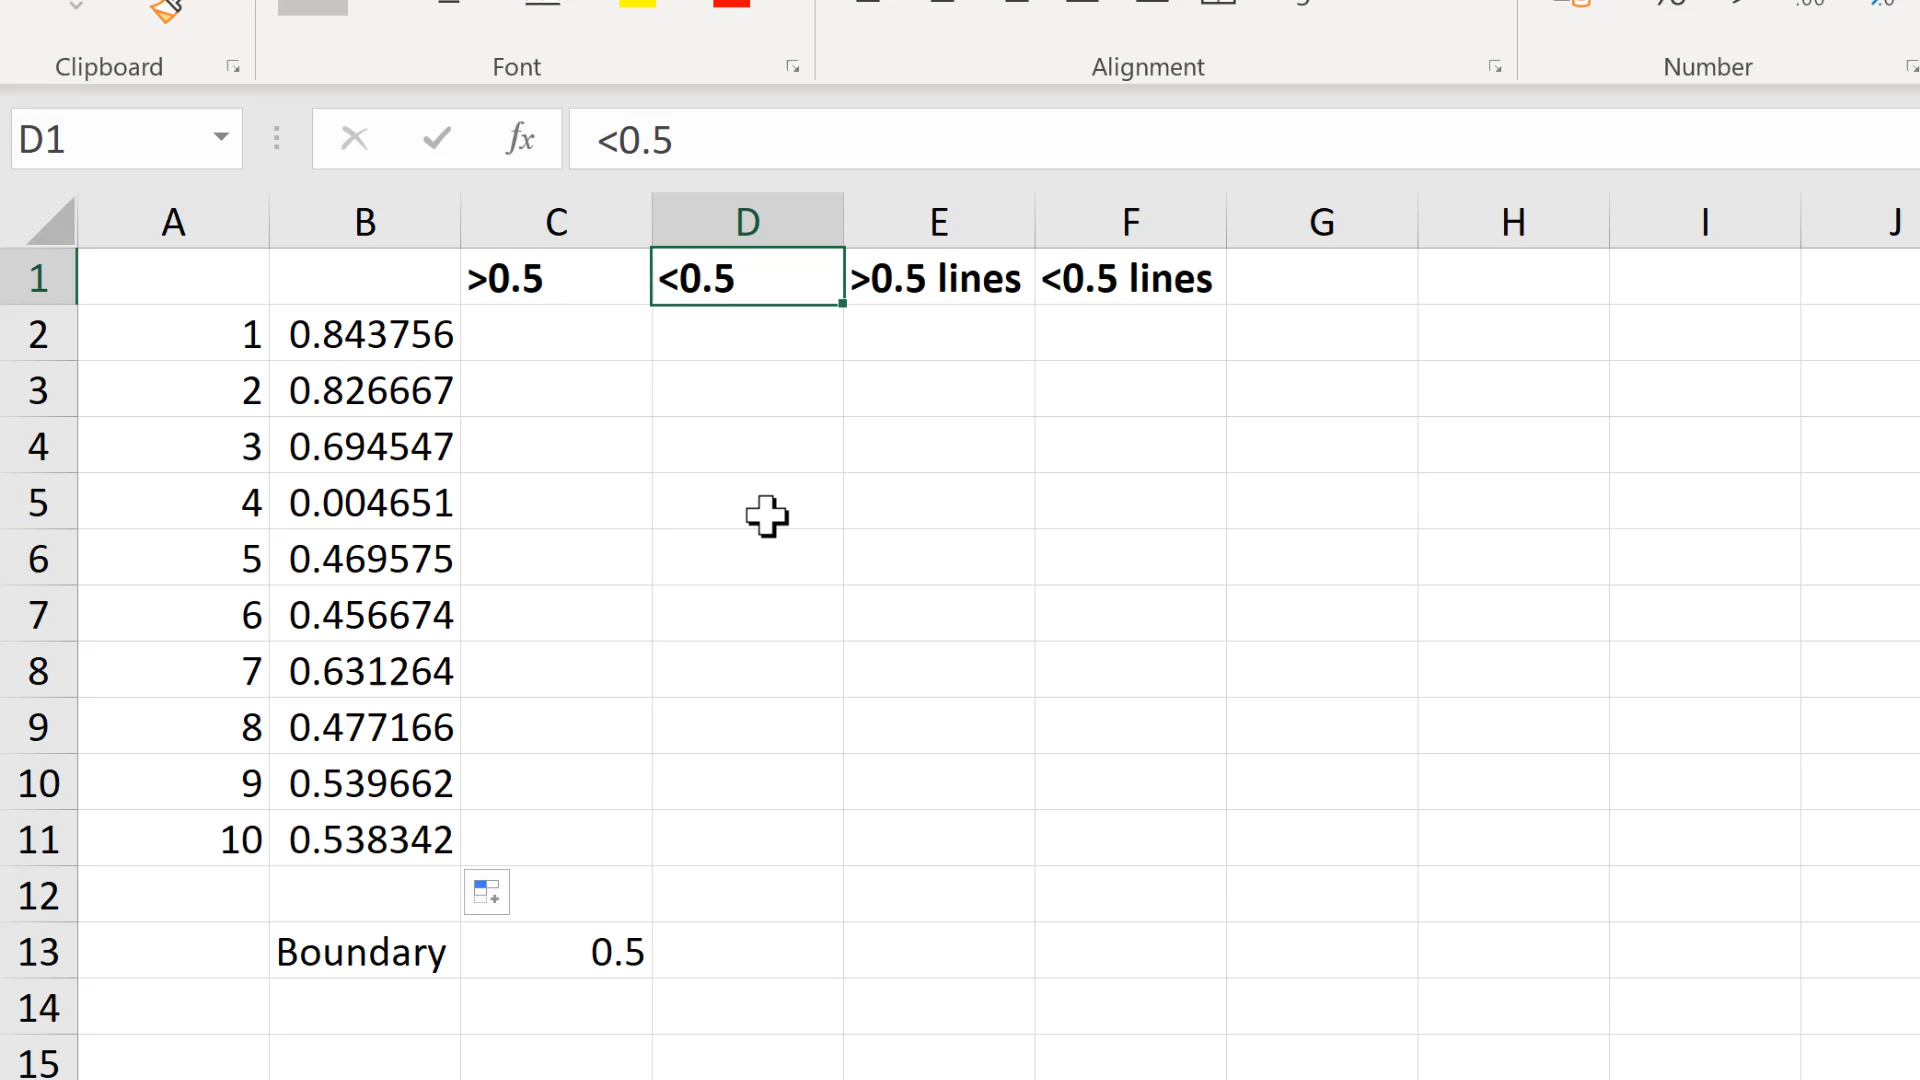 Clipboard Font Alignment Number
D1 fx <0.5
A B C D E F G H I J
1 >0.5 <0.5 >0.5 lines <0.5 lines
2 1 0.843756
3 2 0.826667
4 3 0.694547
5 4 0.004651
6 5 0.469575
7 6 0.456674
8 7 0.631264
9 8 0.477166
10 9 0.539662
11 10 0.538342
12
13 Boundary 0.5
14
15